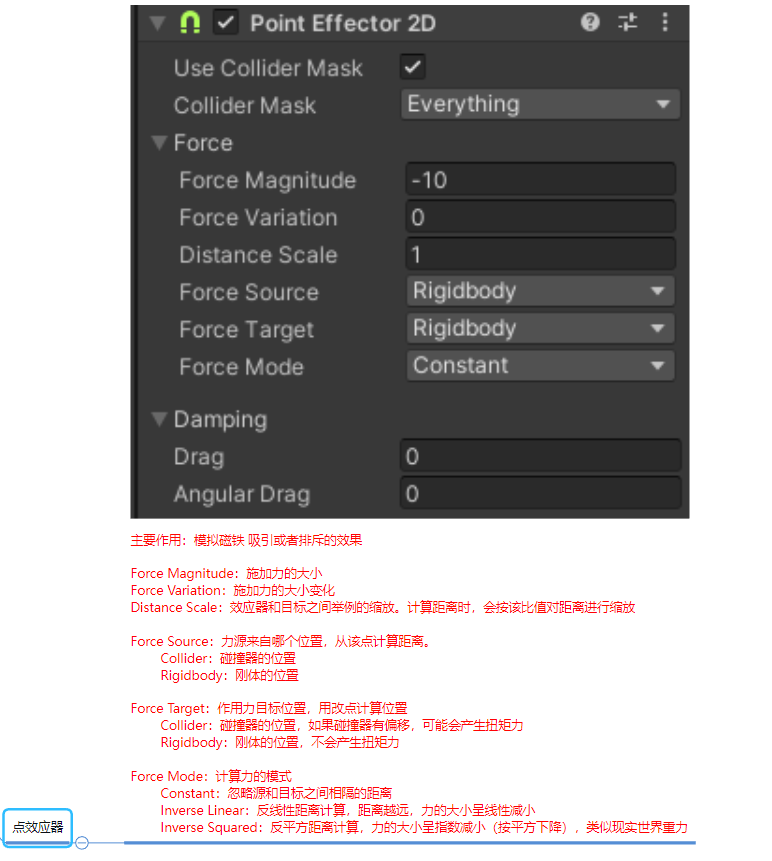 Point Effector 2D
Use Collider Mask
Collider Mask Everything
Force
Force Magnitude -10
Force Variation 0
Distance Scale 1
Force Source Rigidbody
Force Target Rigidbody
Force Mode Constant
Damping
Drag 0
Angular Drag 0
主要作用：模拟磁铁 吸引或者排斥的效果
Force Magnitude：施加力的大小
Force Variation：施加力的大小变化
Distance Scale：效应器和目标之间举例的缩放。计算距离时，会按该比值对距离进行缩放
Force Source：力源来自哪个位置，从该点计算距离。
Collider：碰撞器的位置
Rigidbody：刚体的位置
Force Target：作用力目标位置，用改点计算位置
Collider：碰撞器的位置，如果碰撞器有偏移，可能会产生扭矩力
Rigidbody：刚体的位置，不会产生扭矩力
Force Mode：计算力的模式
Constant：忽略源和目标之间相隔的距离
Inverse Linear：反线性距离计算，距离越远，力的大小呈线性减小
Inverse Squared：反平方距离计算，力的大小呈指数减小（按平方下降），类似现实世界重力
点效应器